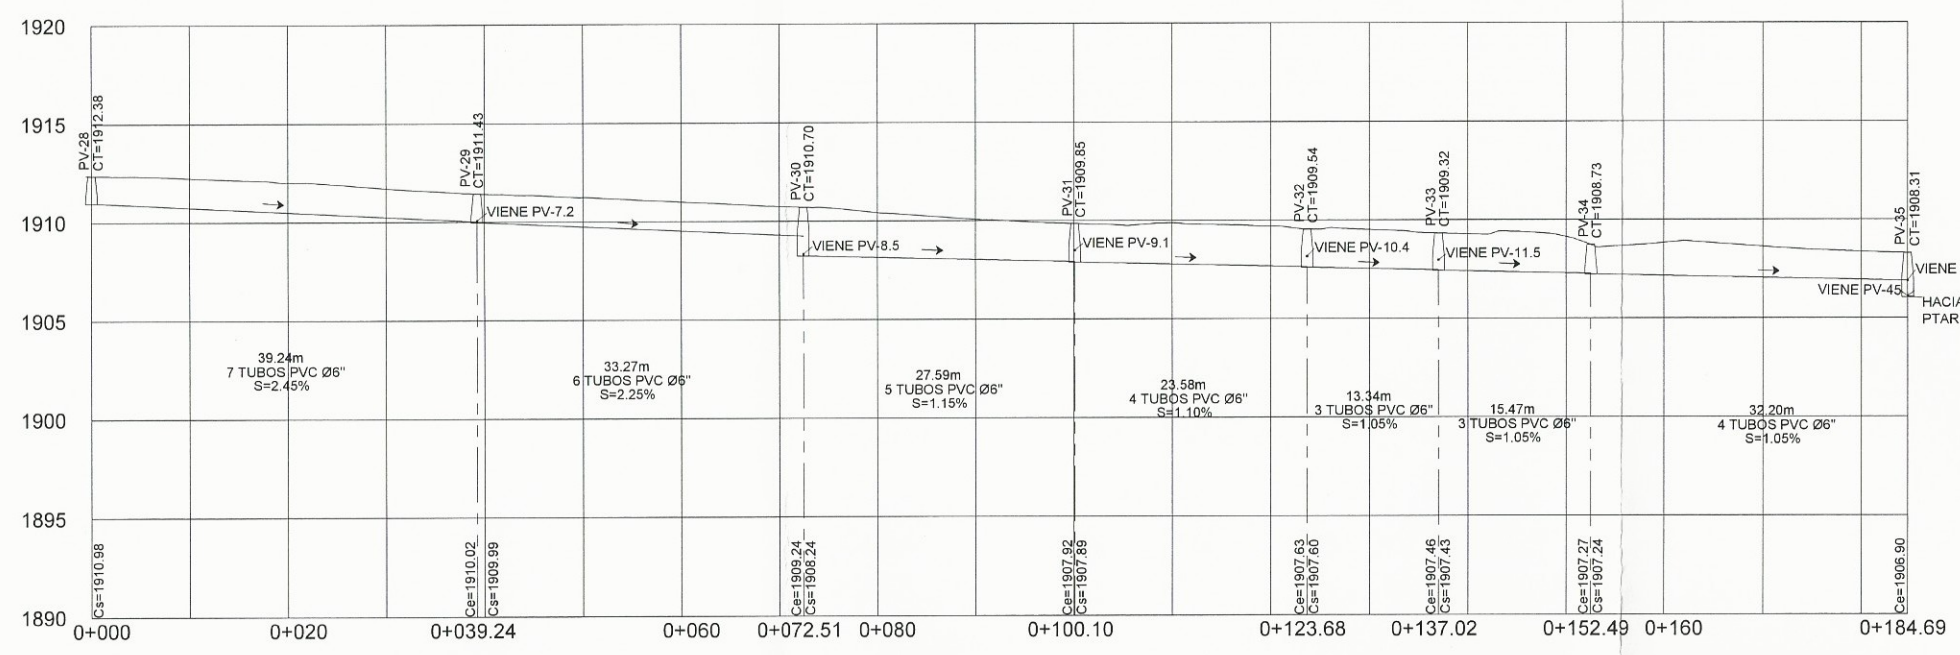 1920
1915
1910
1905
1900
1895
1890
PV-28
CT=1912.38
PV-29
CT=1911.43
PV-30
CT=1910.70
PV-31
CT=1909.85
PV-32
CT=1909.54
PV-33
CT=1909.32
PV-34
CT=1908.73
PV-35
CT=1908.31
VIENE PV-7.2
VIENE PV-8.5
VIENE PV-9.1
VIENE PV-10.4
VIENE PV-11.5
VIENE
VIENE PV-45
HACIA
PTAR
39.24m
7 TUBOS PVC Ø6"
S=2.45%
33.27m
6 TUBOS PVC Ø6"
S=2.25%
27.59m
5 TUBOS PVC Ø6"
S=1.15%
23.58m
4 TUBOS PVC Ø6"
S=1.10%
13.34m
3 TUBOS PVC Ø6"
S=1.05%
15.47m
3 TUBOS PVC Ø6"
S=1.05%
32.20m
4 TUBOS PVC Ø6"
S=1.05%
Cs=1910.98
Ce=1910.02
Cs=1909.99
Ce=1909.24
Cs=1908.24
Ce=1907.92
Cs=1907.89
Ce=1907.63
Cs=1907.60
Ce=1907.46
Cs=1907.43
Ce=1907.27
Cs=1907.24
Ce=1906.90
0+000
0+020
0+039.24
0+060
0+072.51
0+080
0+100.10
0+123.68
0+137.02
0+152.49
0+160
0+184.69